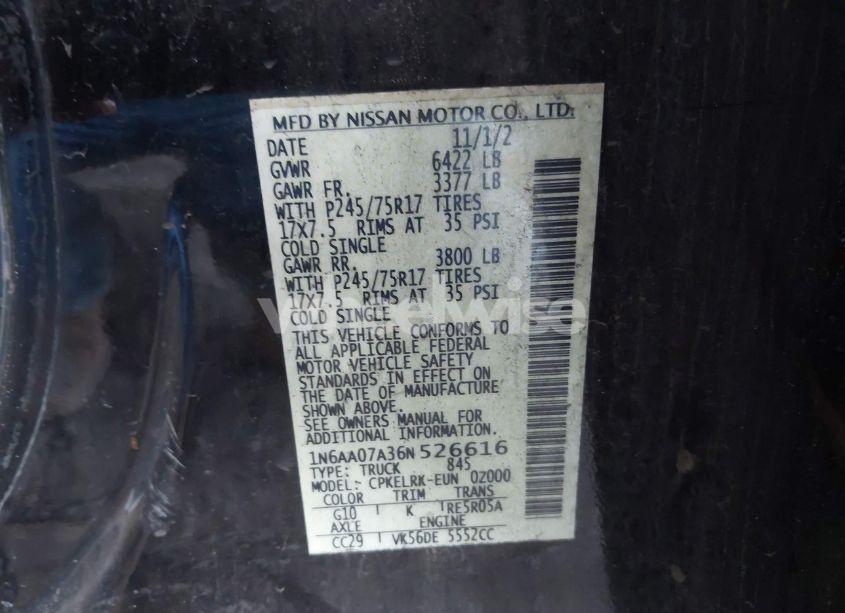 MFD BY NISSAN MOTOR CO., LTD.
DATE 11/1/2
GVWR 6422 LB
GAWR FR. 3377 LB
WITH P245/75R17 TIRES
17X7.5 RIMS AT 35 PSI
COLD SINGLE
GAWR RR. 3800 LB
WITH P245/75R17 TIRES
17X7.5 RIMS AT 35 PSI
COLD SINGLE
THIS VEHICLE CONFORMS TO
ALL APPLICABLE FEDERAL
MOTOR VEHICLE SAFETY
STANDARDS IN EFFECT ON
THE DATE OF MANUFACTURE
SHOWN ABOVE.
SEE OWNERS MANUAL FOR
ADDITIONAL INFORMATION.
1N6AA07A36N 526616
TYPE: TRUCK 845
MODEL: CPKELRK-EUN 02000
COLOR TRIM TRANS
G10 K RE5R05A
AXLE ENGINE
CC29 VK56DE 5552CC